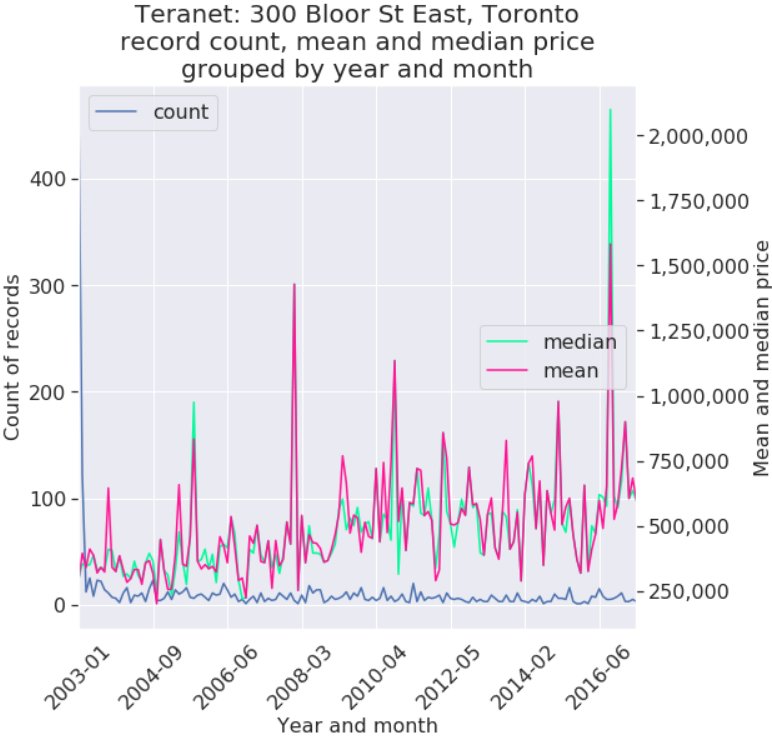 Teranet: 300 Bloor St East, Toronto
record count, mean and median price
grouped by year and month
count
median
mean
Count of records
400
300
200
100
0
Mean and median price
2,000,000
1,750,000
1,500,000
1,250,000
1,000,000
750,000
500,000
250,000
2003-01
2004-09
2006-06
2008-03
2010-04
2012-05
2014-02
2016-06
Year and month